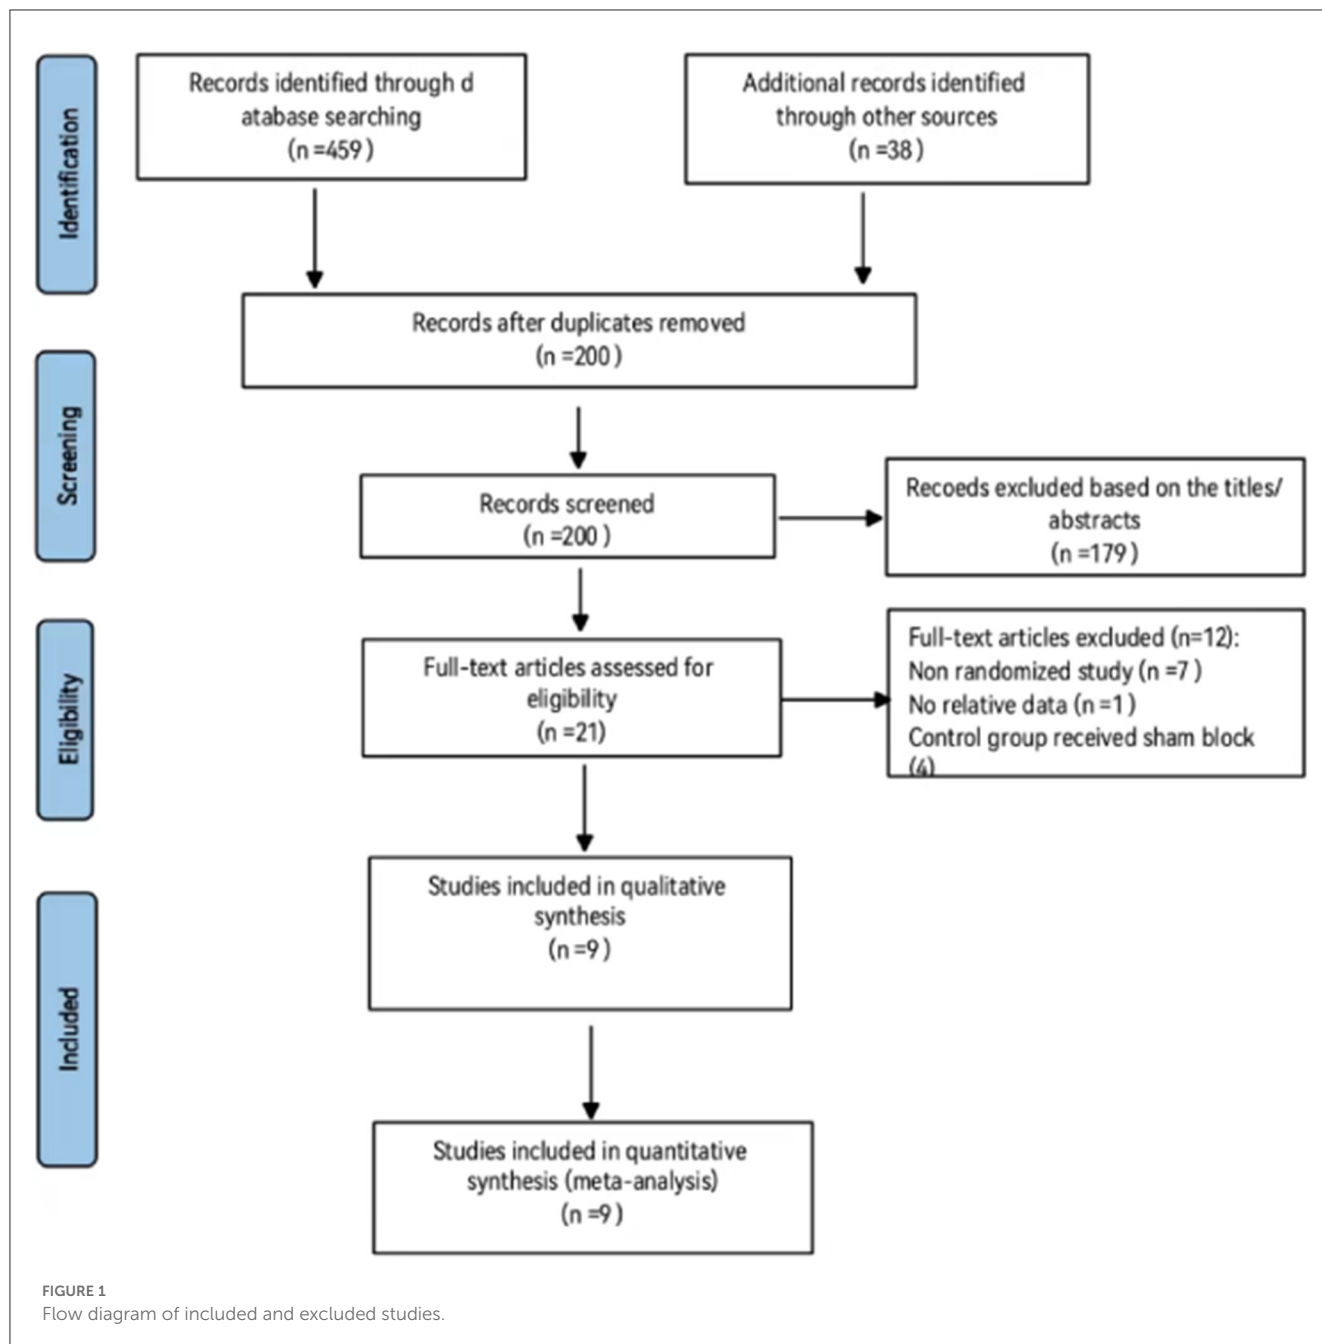 Identification
Records identified through d
atabase searching
(n =459 )
Additional records identified
through other sources
(n =38 )
Records after duplicates removed
(n =200 )
Screening
Records screened
(n =200 )
Recoeds excluded based on the titles/
abstracts
(n =179 )
Eligibility
Full-text articles assessed for
eligibility
(n =21)
Full-text articles excluded (n=12):
Non randomized study (n =7 )
No relative data (n =1 )
Control group received sham block
(4)
Included
Studies included in qualitative
synthesis
(n =9 )
Studies included in quantitative
synthesis (meta-analysis)
(n =9 )
FIGURE 1
Flow diagram of included and excluded studies.